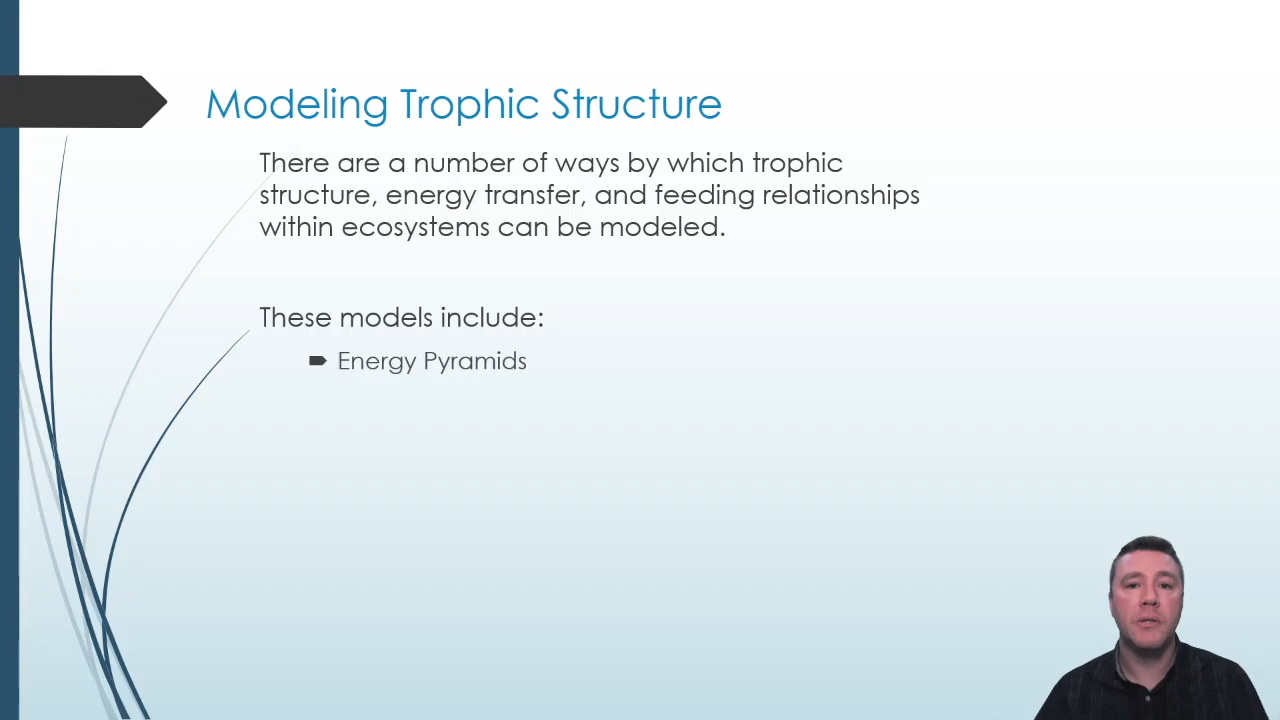 Modeling Trophic Structure
There are a number of ways by which trophic
structure, energy transfer, and feeding relationships
within ecosystems can be modeled.
These models include:
Energy Pyramids